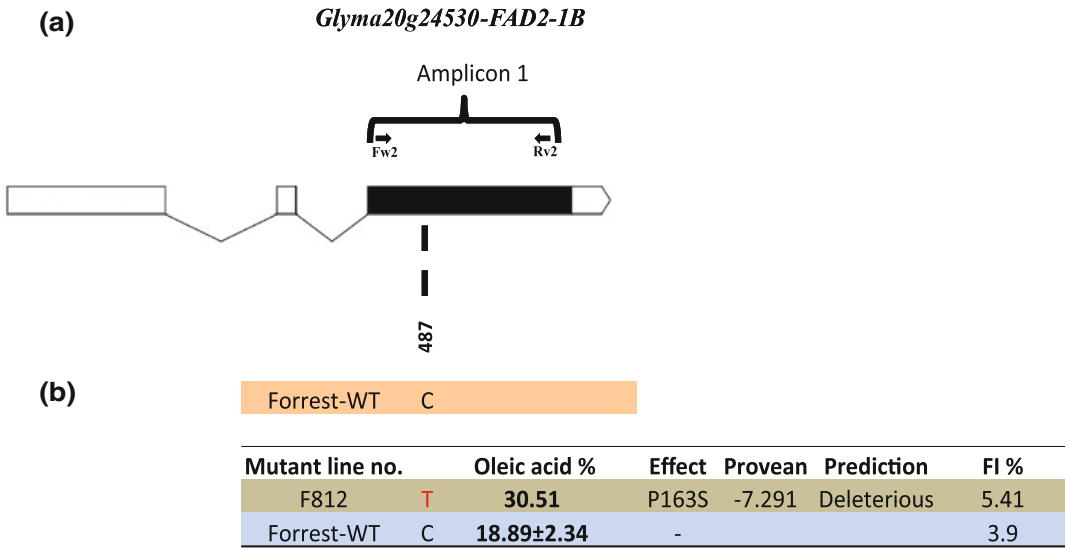 (a)
Glyma20g24530-FAD2-1B
Amplicon 1
Fw2 Rv2
487
(b)
Forrest-WT C
Mutant line no. Oleic acid % Effect Provean Prediction FI %
F812 T 30.51 P163S -7.291 Deleterious 5.41
Forrest-WT C 18.89±2.34 - 3.9